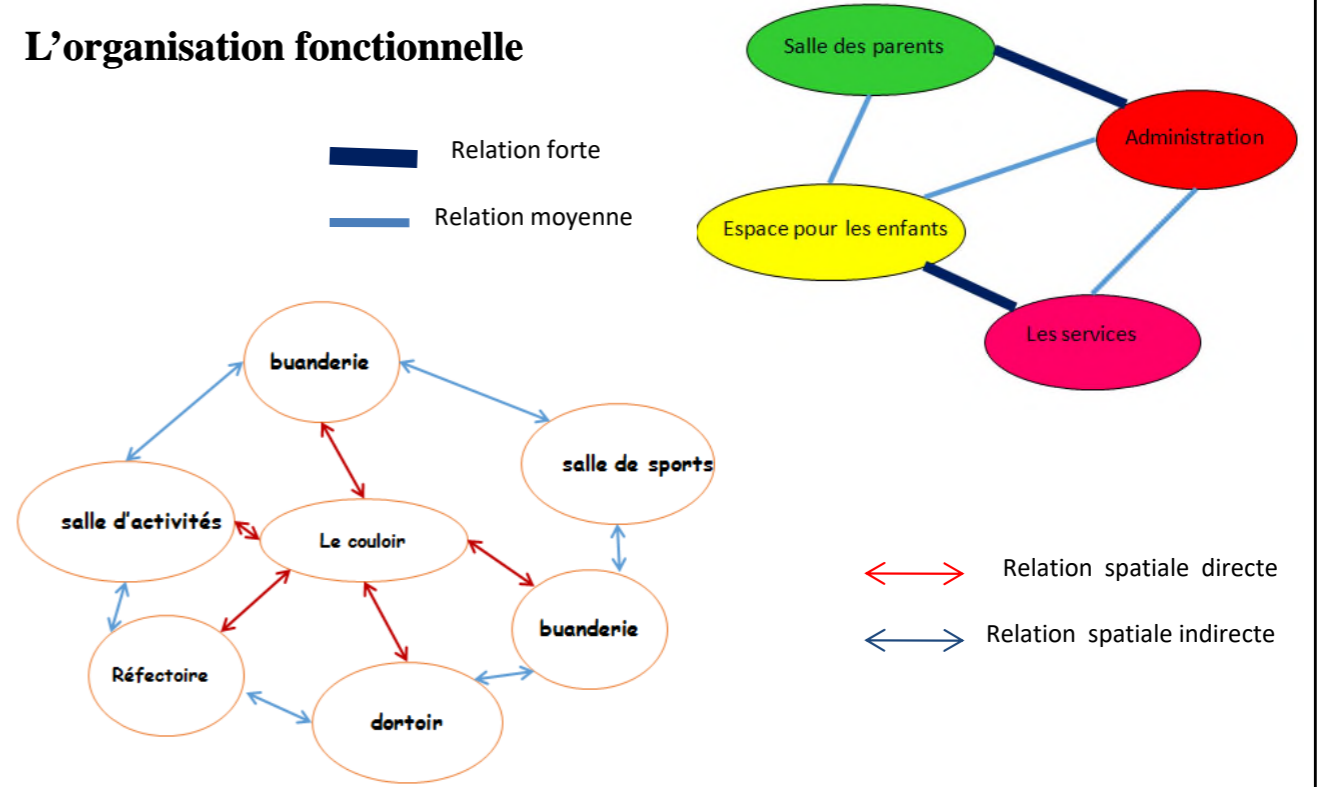 L’organisation fonctionnelle
Salle des parents
Administration
Relation forte
Relation moyenne
Espace pour les enfants
Les services
buanderie
salle de sports
salle d'activités
Le couloir
buanderie
Réfectoire
dortoir
Relation spatiale directe
Relation spatiale indirecte